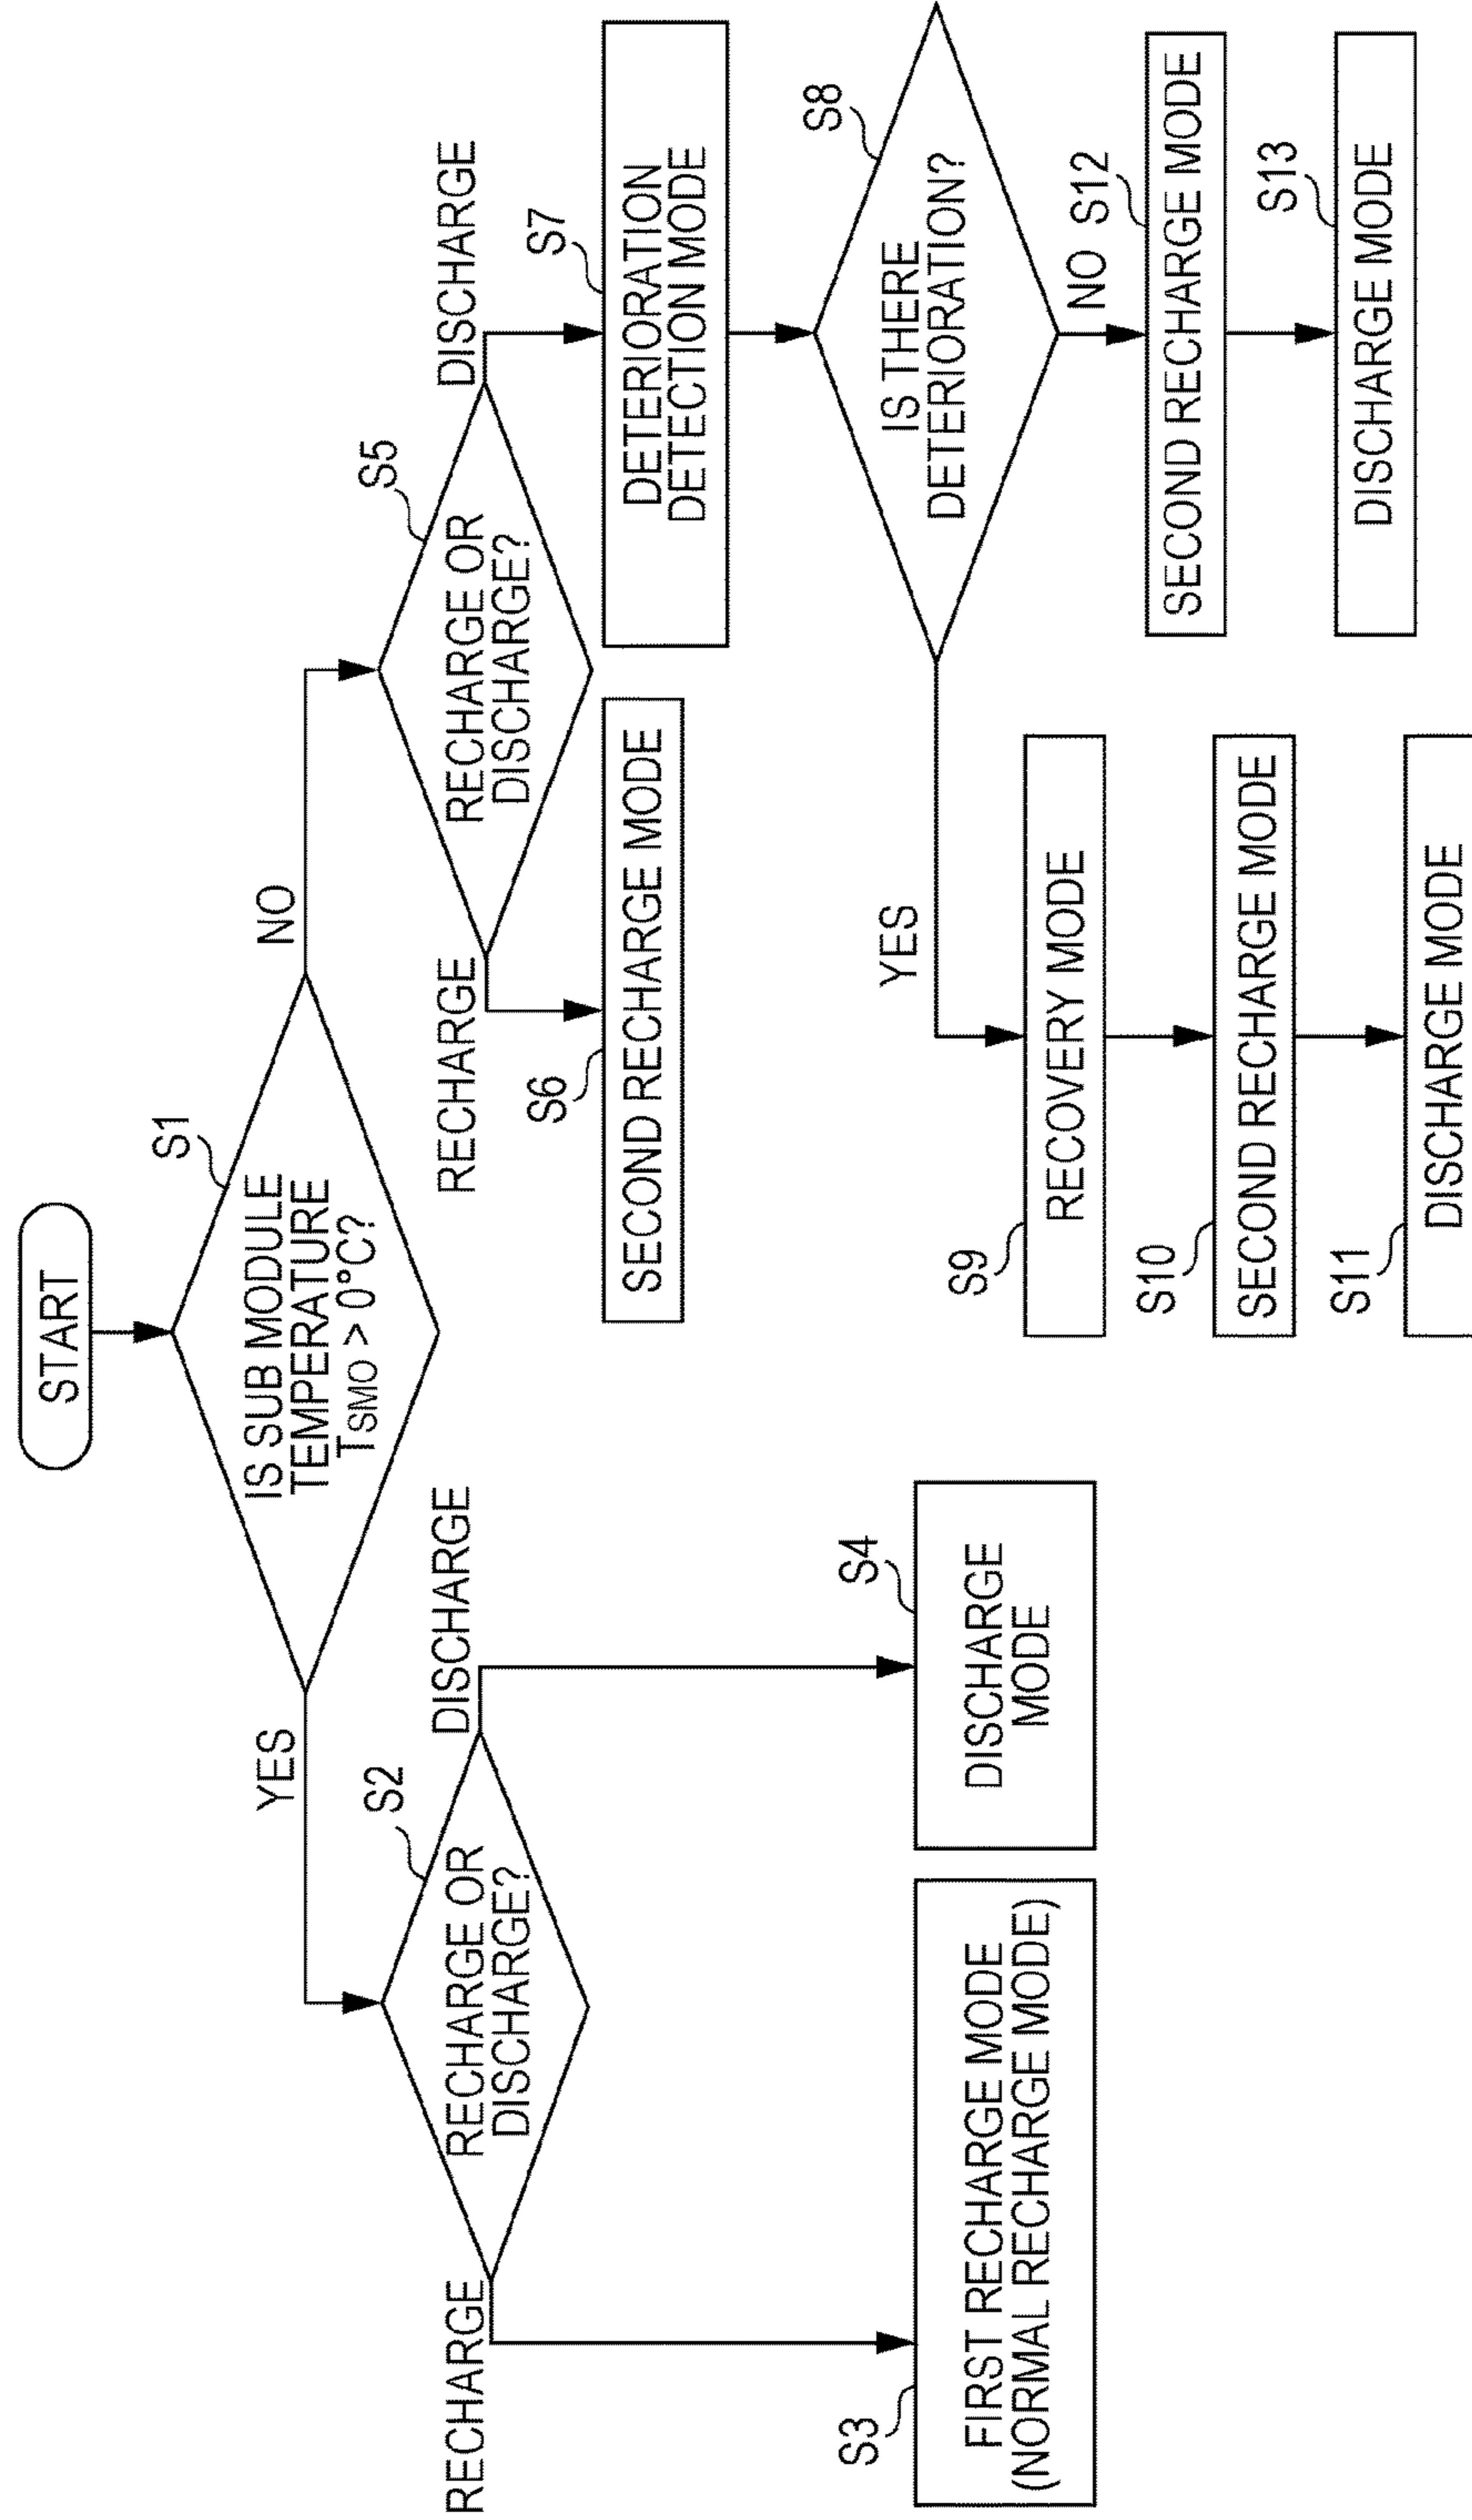 START
S1
IS SUB MODULE
TEMPERATURE
TSMO > 0°C?
YES
NO
S2
RECHARGE OR
DISCHARGE?
RECHARGE
DISCHARGE
S3
FIRST RECHARGE MODE
(NORMAL RECHARGE MODE)
S4
DISCHARGE
MODE
S5
RECHARGE OR
DISCHARGE?
RECHARGE
DISCHARGE
S6
SECOND RECHARGE MODE
S7
DETERIORATION
DETECTION MODE
S8
IS THERE
DETERIORATION?
YES
NO
S9
RECOVERY MODE
S10
SECOND RECHARGE MODE
S11
DISCHARGE MODE
S12
SECOND RECHARGE MODE
S13
DISCHARGE MODE